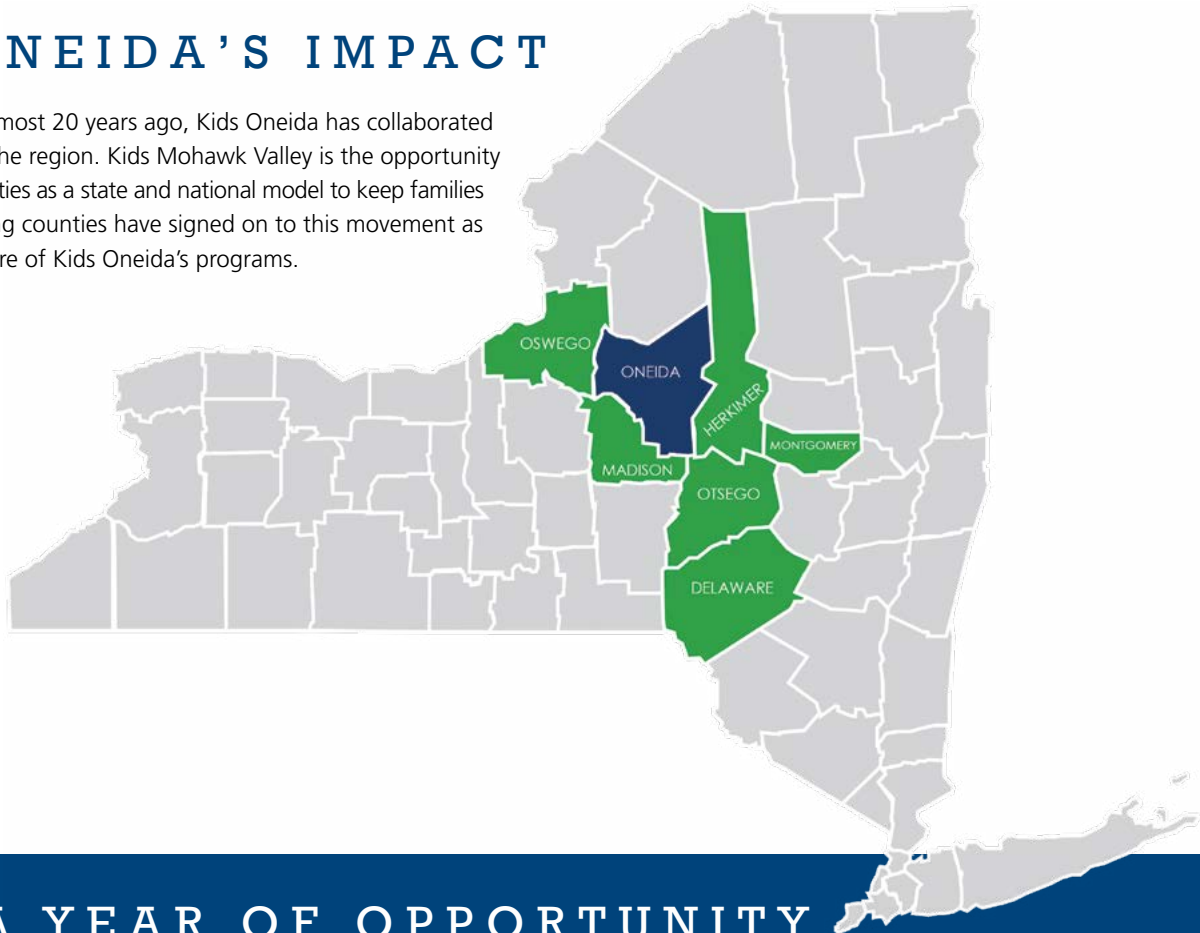 NEIDA’S IMPACT
most 20 years ago, Kids Oneida has collaborated
he region. Kids Mohawk Valley is the opportunity
ties as a state and national model to keep families
g counties have signed on to this movement as
re of Kids Oneida’s programs.
OSWEGO
ONEIDA
HERKIMER
MONTGOMERY
MADISON
OTSEGO
DELAWARE
A YEAR OF OPPORTUNITY